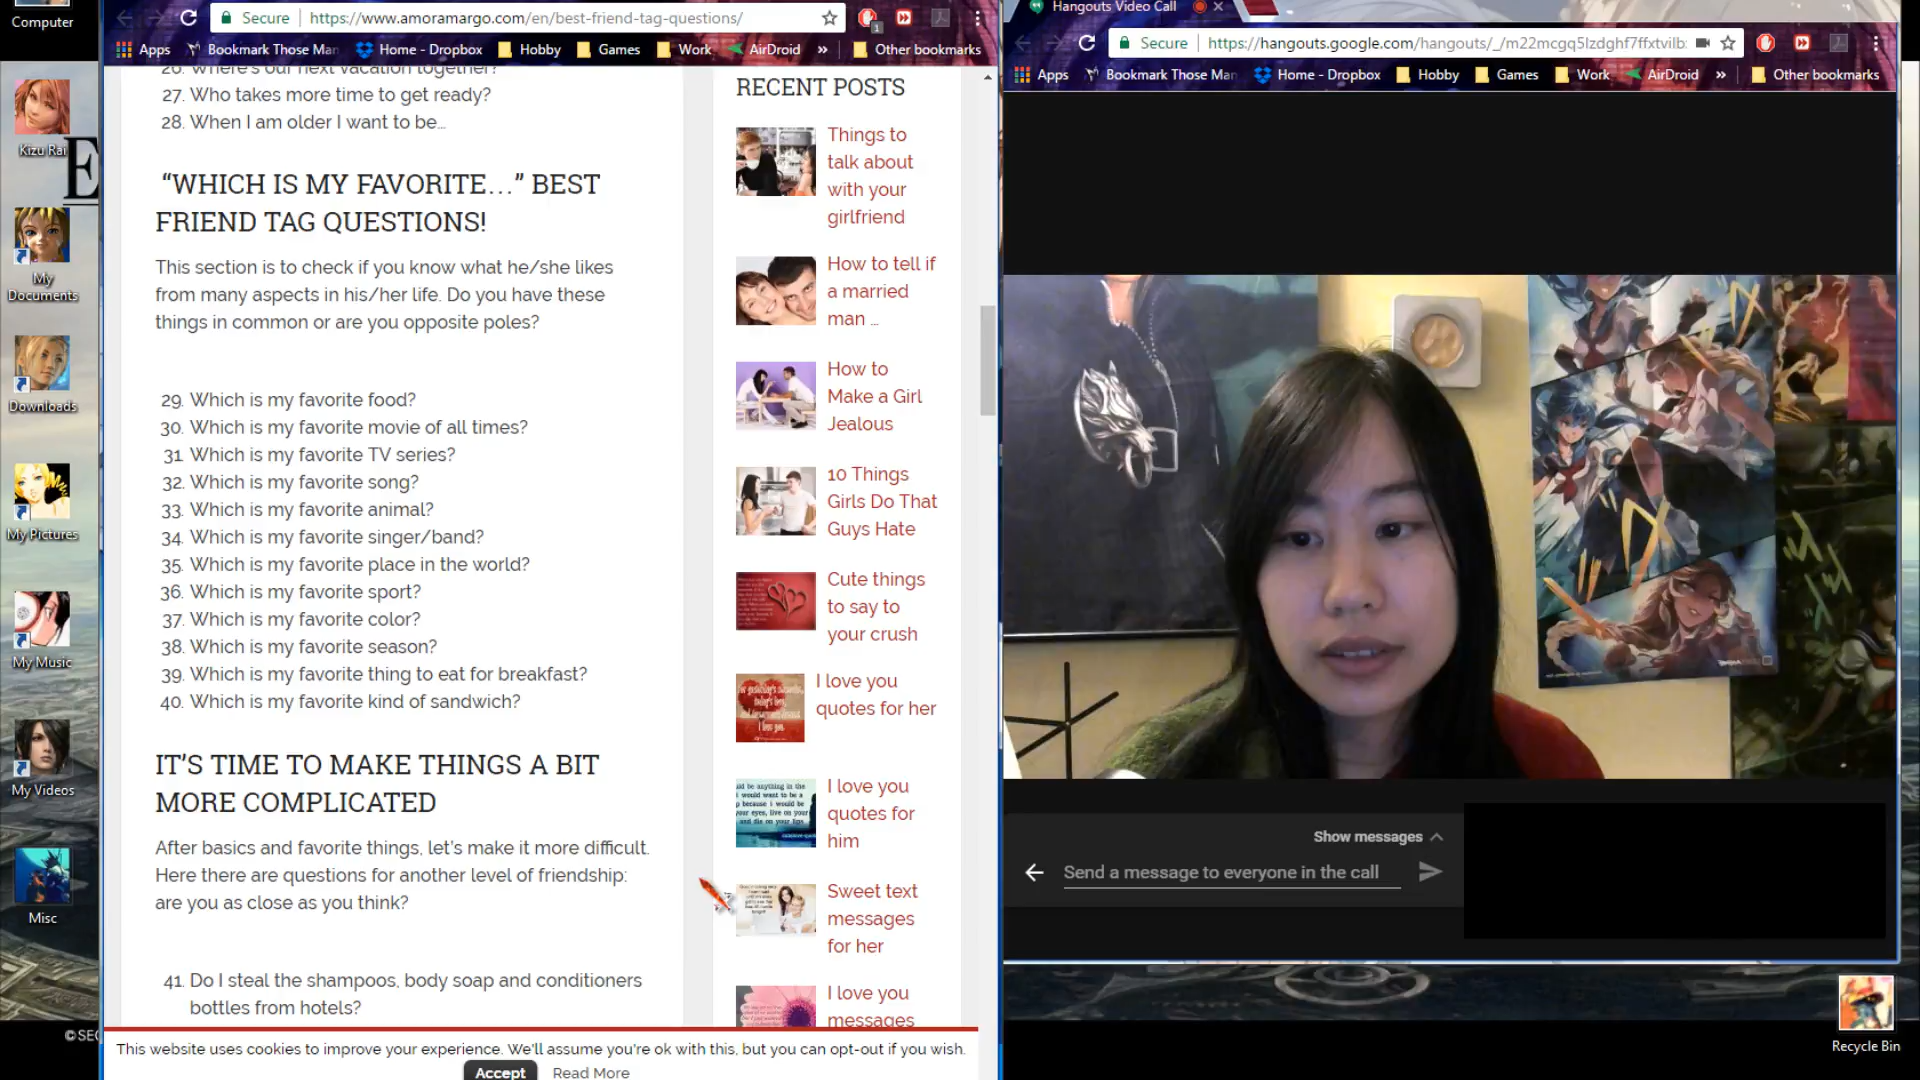 Computer
Kizu Rai
My
Documents
Downloads
My Pictures
My Music
My Videos
Misc
Secure
https://www.amoramargo.com/en/best-friend-tag-questions/
Apps
Bookmark Those Man
Home - Dropbox
Hobby
Games
Work
AirDroid
»
Other bookmarks
26. Where's our next vacation together?
27. Who takes more time to get ready?
28. When I am older I want to be…
“WHICH IS MY FAVORITE…” BEST
FRIEND TAG QUESTIONS!
This section is to check if you know what he/she likes
from many aspects in his/her life. Do you have these
things in common or are you opposite poles?
29. Which is my favorite food?
30. Which is my favorite movie of all times?
31. Which is my favorite TV series?
32. Which is my favorite song?
33. Which is my favorite animal?
34. Which is my favorite singer/band?
35. Which is my favorite place in the world?
36. Which is my favorite sport?
37. Which is my favorite color?
38. Which is my favorite season?
39. Which is my favorite thing to eat for breakfast?
40. Which is my favorite kind of sandwich?
IT'S TIME TO MAKE THINGS A BIT
MORE COMPLICATED
After basics and favorite things, let's make it more difficult.
Here there are questions for another level of friendship:
are you as close as you think?
41. Do I steal the shampoos, body soap and conditioners
bottles from hotels?
RECENT POSTS
Things to
talk about
with your
girlfriend
How to tell if
a married
man …
How to
Make a Girl
Jealous
10 Things
Girls Do That
Guys Hate
Cute things
to say to
your crush
I love you
quotes for her
I love you
quotes for
him
Sweet text
messages
for her
I love you
messages
This website uses cookies to improve your experience. We'll assume you're ok with this, but you can opt-out if you wish.
Accept
Read More
Hangouts Video Call
Secure
https://hangouts.google.com/hangouts/_/m22mcgq5lzdghf7ffxtvilb
Apps
Bookmark Those Man
Home - Dropbox
Hobby
Games
Work
AirDroid
»
Other bookmarks
Show messages
Send a message to everyone in the call
Recycle Bin
E
©SE